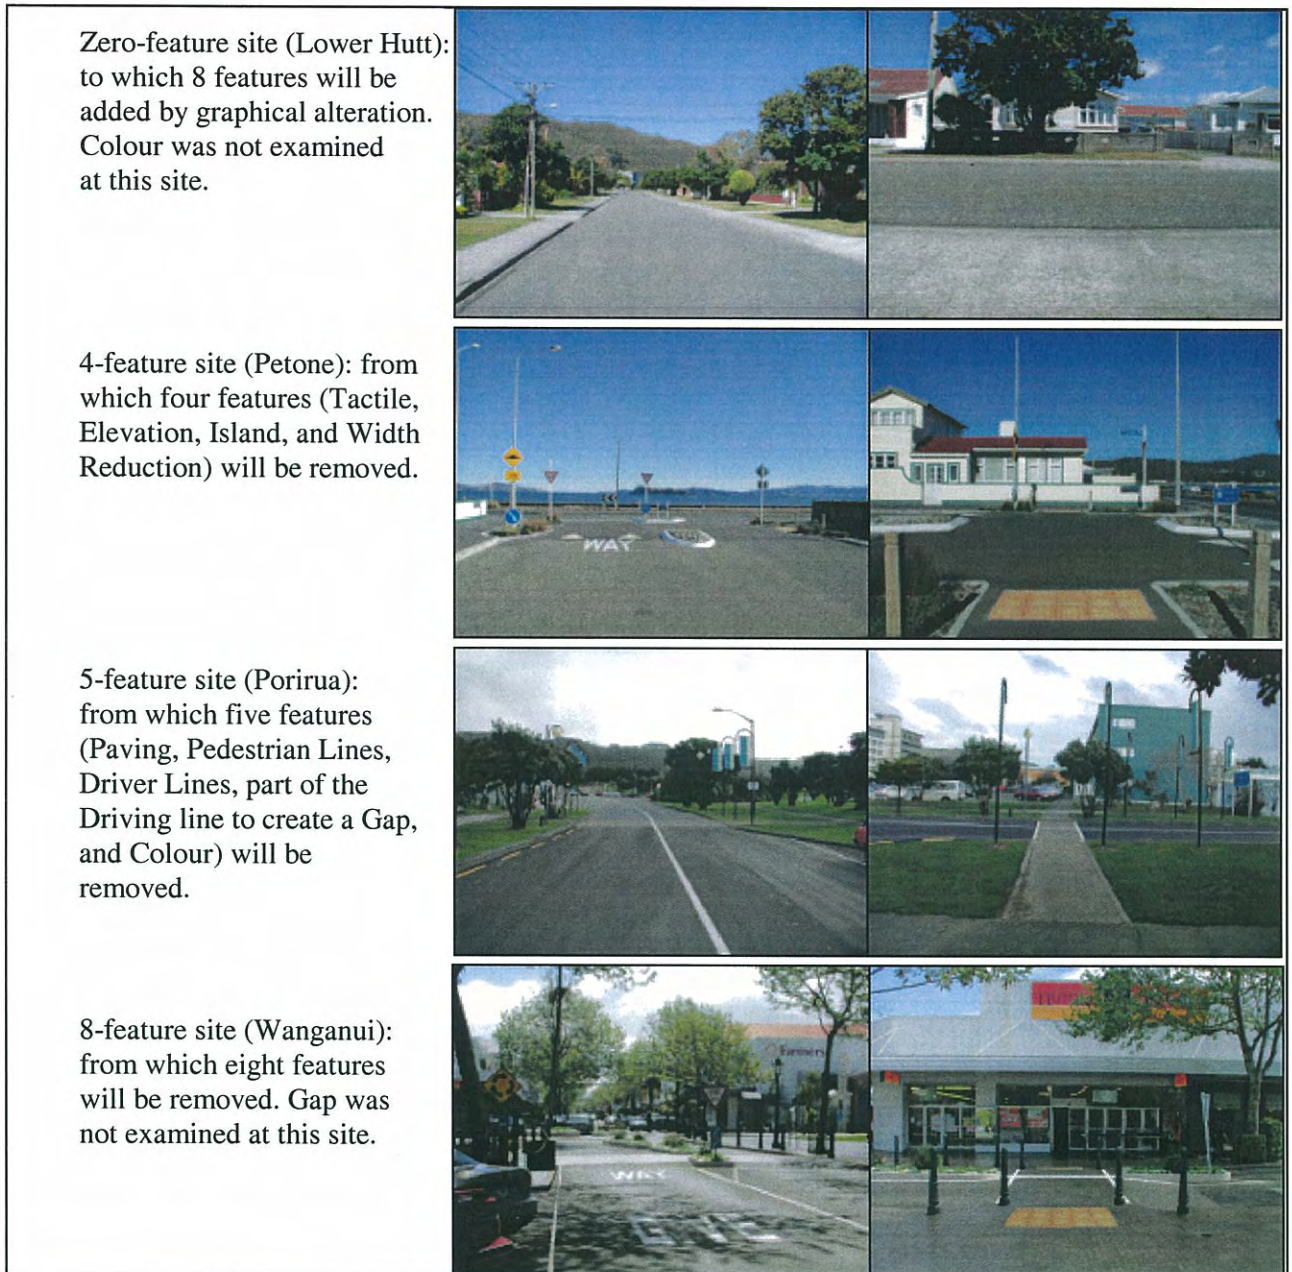 Zero-feature site (Lower Hutt):
to which 8 features will be
added by graphical alteration.
Colour was not examined
at this site.
4-feature site (Petone): from
which four features (Tactile,
Elevation, Island, and Width
Reduction) will be removed.
WAY
5-feature site (Porirua):
from which five features
(Paving, Pedestrian Lines,
Driver Lines, part of the
Driving line to create a Gap,
and Colour) will be
removed.
8-feature site (Wanganui):
from which eight features
will be removed. Gap was
not examined at this site.
Farmers
WAY
GIVE